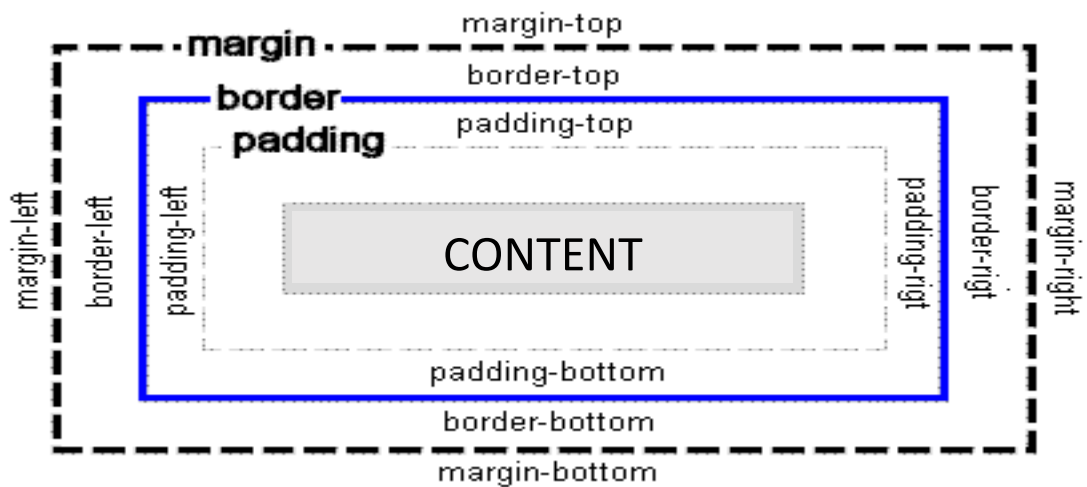 margin-top
margin
border-top
border
padding-top
padding
margin-left
border-left
padding-left
CONTENT
padding-rigt
border-rigt
margin-right
padding-bottom
border-bottom
margin-bottom